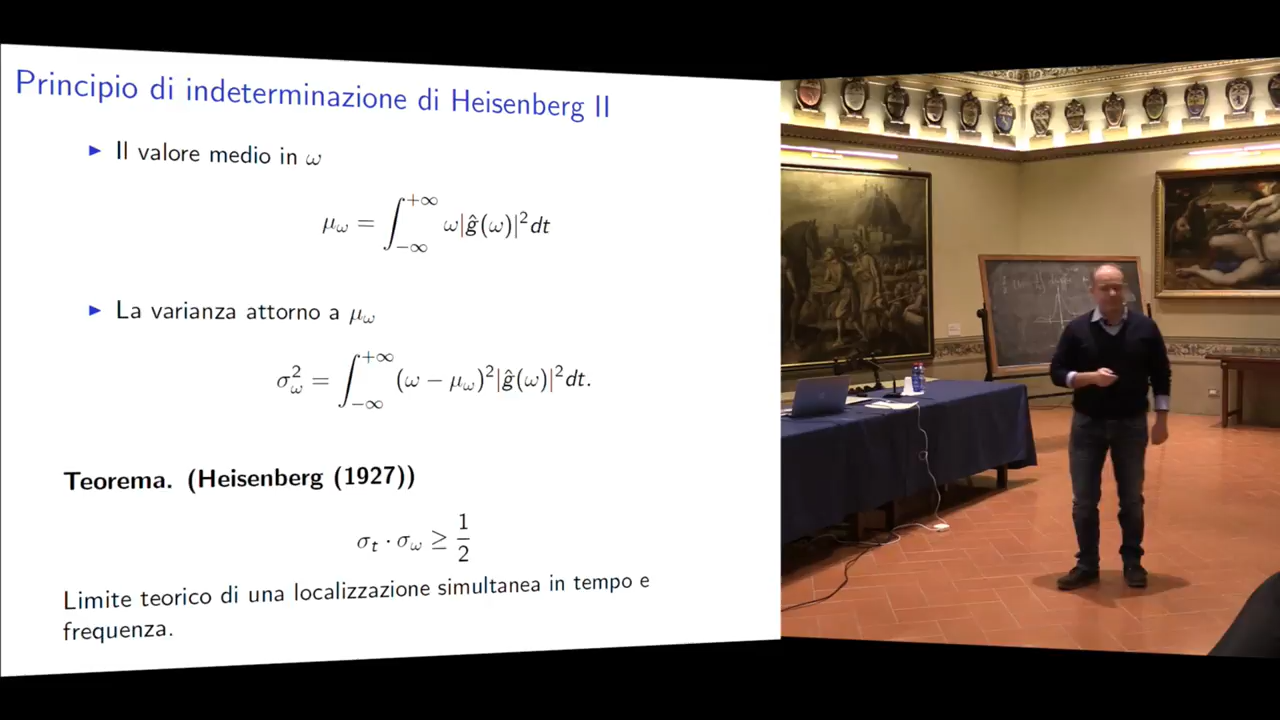 Principio di indeterminazione di Heisenberg II
▶ Il valore medio in ω
μ_ω = ∫_{−∞}^{+∞} ω|ĝ(ω)|²dt
▶ La varianza attorno a μ_ω
σ_ω² = ∫_{−∞}^{+∞} (ω − μ_ω)²|ĝ(ω)|²dt.
Teorema. (Heisenberg (1927))
σ_t · σ_ω ≥ 1/2
Limite teorico di una localizzazione simultanea in tempo e
frequenza.